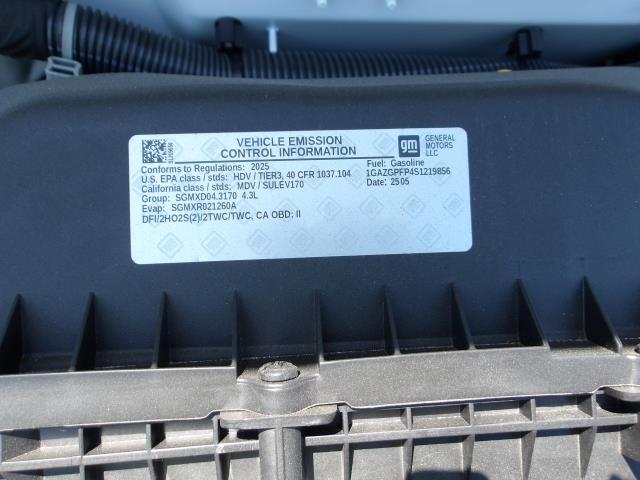 VEHICLE EMISSION
CONTROL INFORMATION
gm GENERAL
MOTORS
LLC
Conforms to Regulations: 2025
Fuel: Gasoline
U.S. EPA class / stds: HDV / TIER3, 40 CFR 1037.104
1GAZGPFP4S1219856
California class / stds: MDV / SULEV170
Date: 25 05
Group: SGMXD04.3170 4.3L
Evap: SGMXR021260A
DFI/2HO2S(2)/2TWC/TWC, CA OBD: II